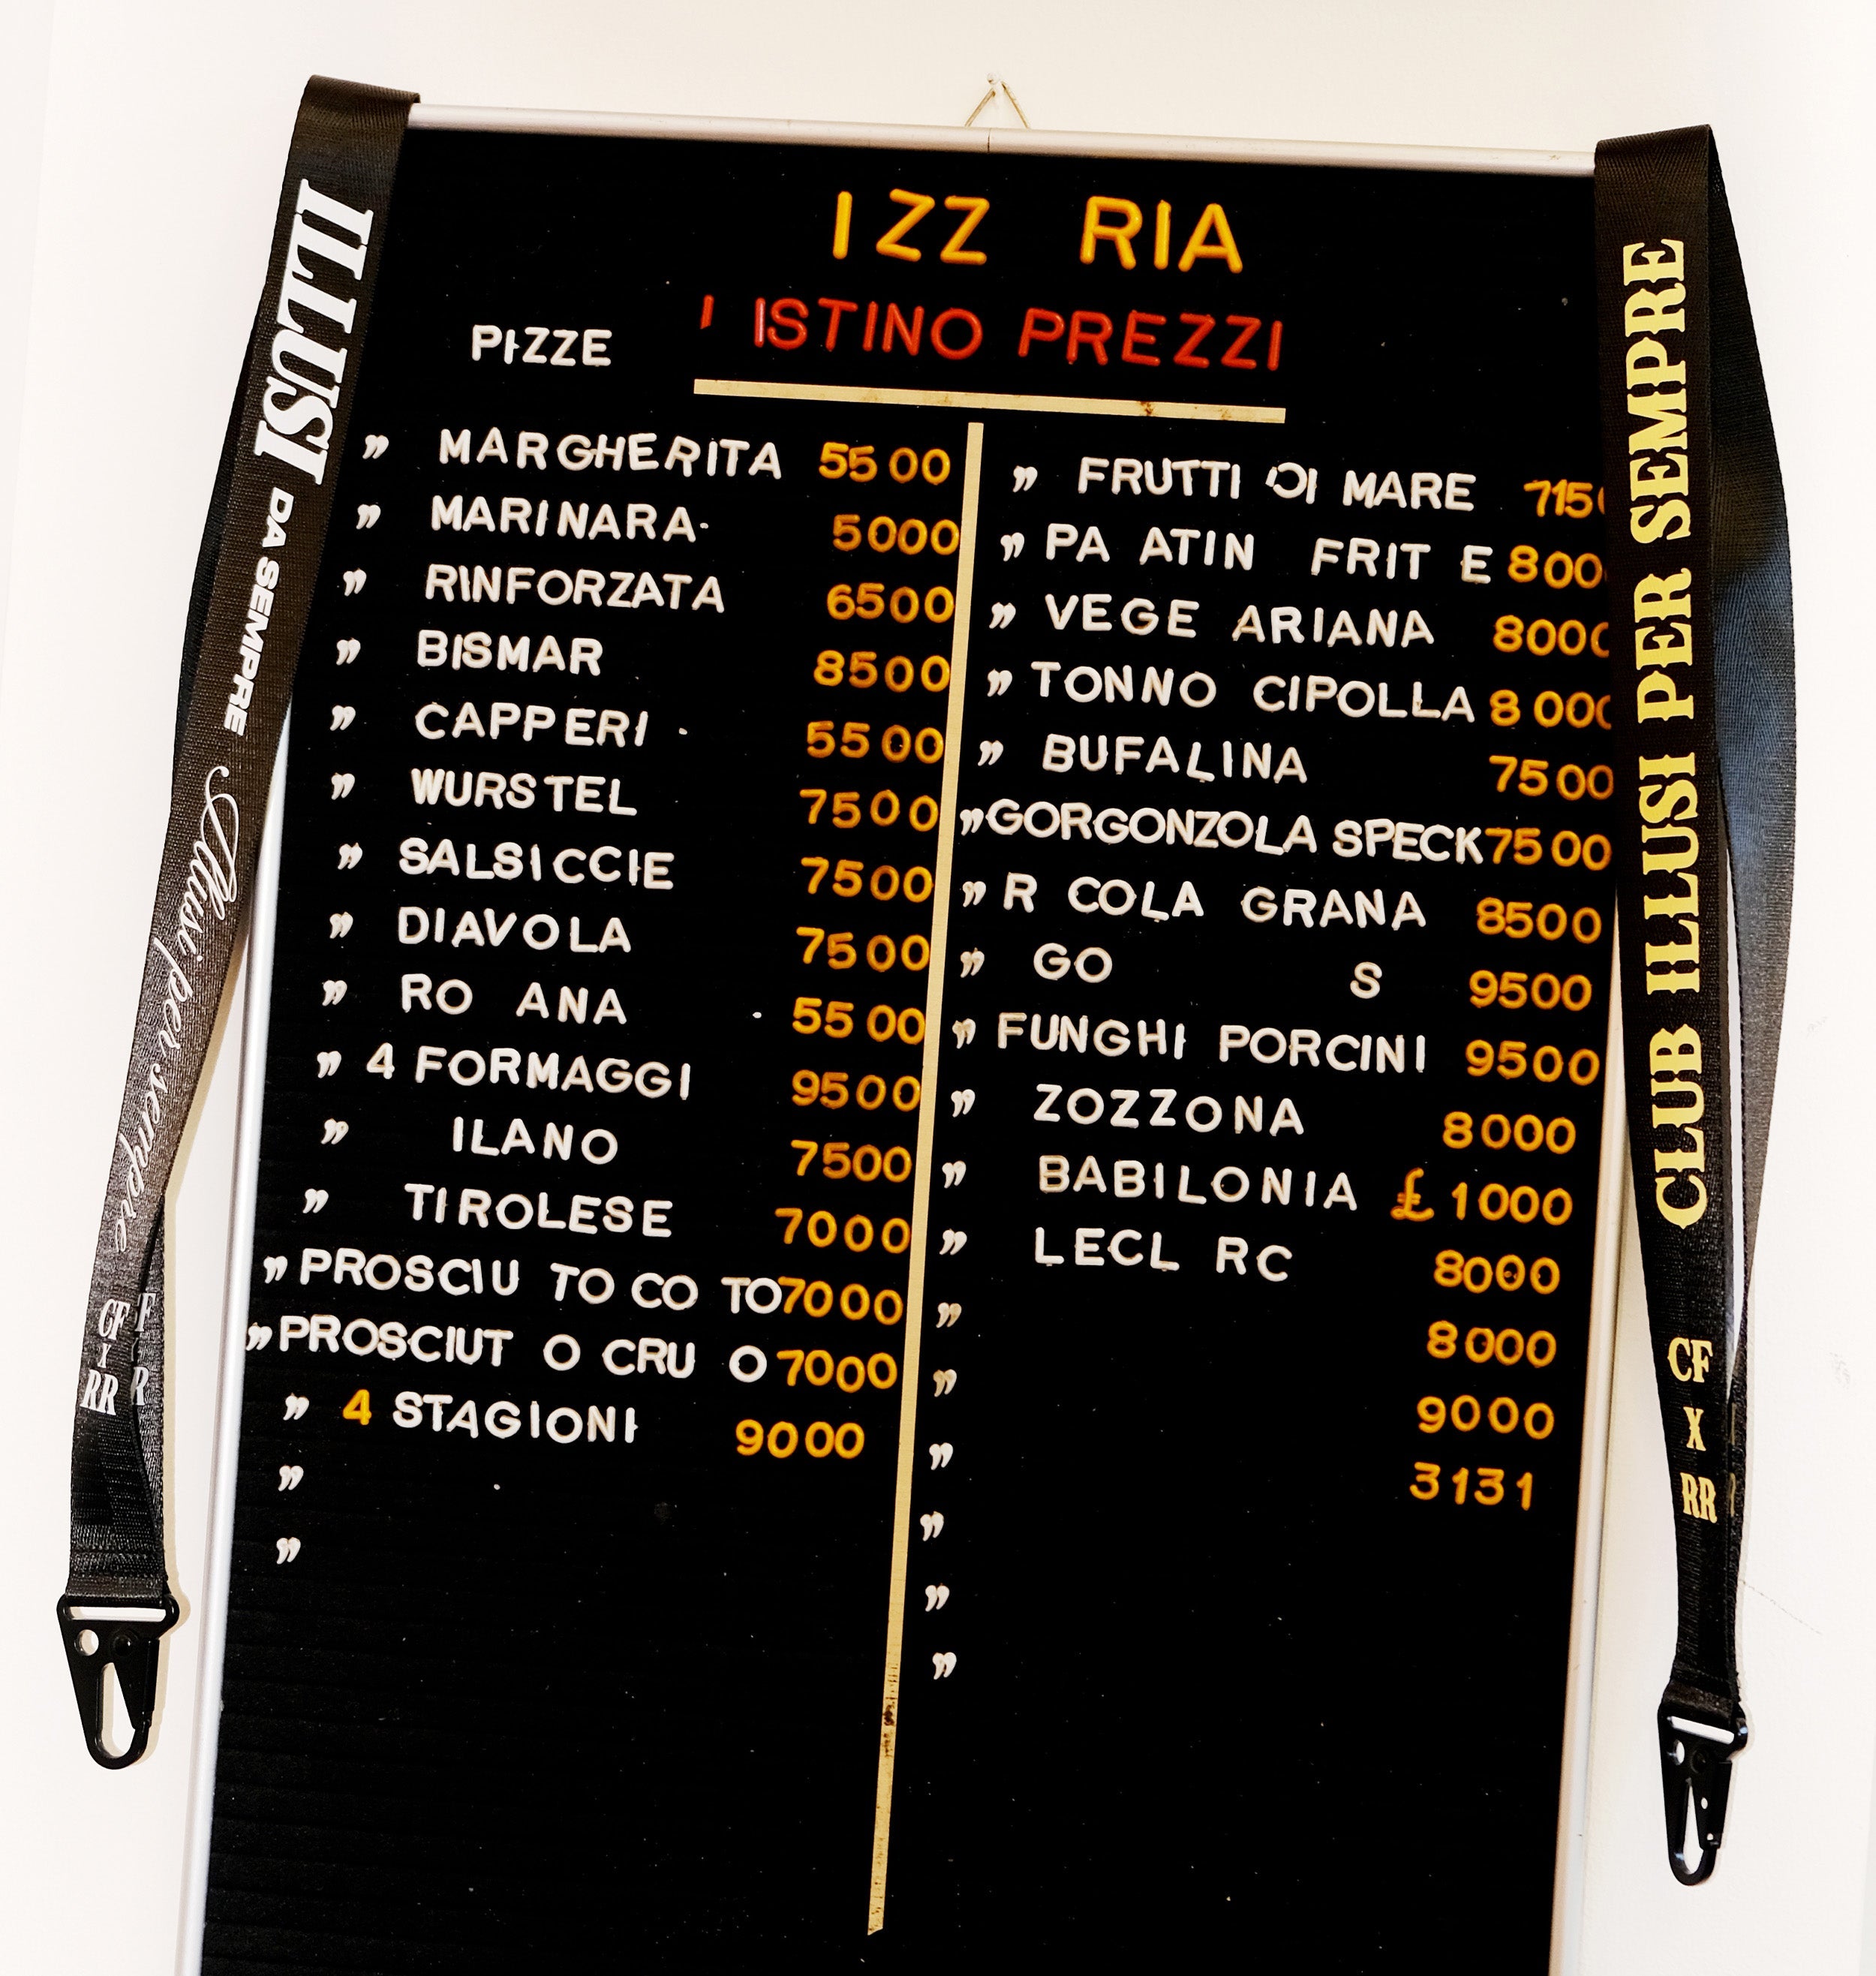 IZZ RIA
ISTINO PREZZI
PIZZE
" MARGHERITA 5500
" MARINARA· 5000
" RINFORZATA 6500
" BISMAR 8500
" CAPPERI · 5500
" WURSTEL 7500
" SALSICCIE 7500
" DIAVOLA 7500
" RO ANA · 5500
" 4 FORMAGGI 9500
" ILANO 7500
" TIROLESE 7000
" PROSCIU TO CO TO 7000
" PROSCIUT O CRU O 7000
" 4 STAGIONI 9000
"
"
" FRUTTI DI MARE 715
" PA ATIN FRIT E 800
" VEGE ARIANA 8000
" TONNO CIPOLLA 8000
" BUFALINA 7500
" GORGONZOLA SPECK 7500
" R COLA GRANA 8500
" GO S 9500
" FUNGHI PORCINI 9500
" ZOZZONA 8000
" BABILONIA £1000
" LECL RC 8000
" 8000
" 9000
" 3131
"
"
"
ILLUSI DA SEMPRE Illusi per sempre
CF
X
RR
CLUB ILLUSI PER SEMPRE
CF
X
RR